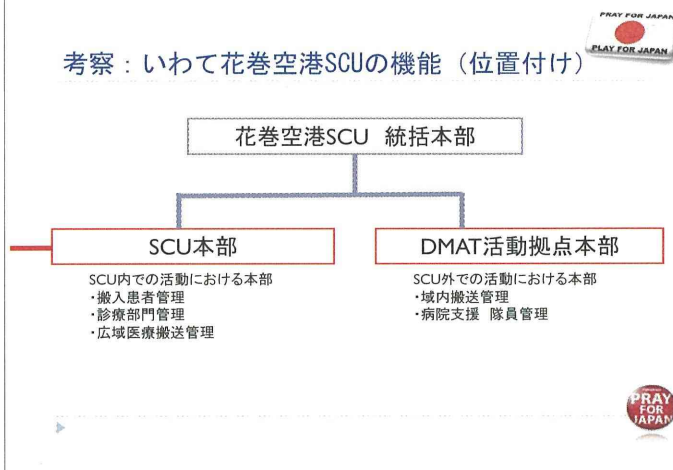 PRAY FOR JAPAN
PLAY FOR JAPAN
考察：いわて花巻空港SCUの機能（位置付け）
花巻空港SCU 統括本部
SCU本部
SCU内での活動における本部
・搬入患者管理
・診療部門管理
・広域医療搬送管理
DMAT活動拠点本部
SCU外での活動における本部
・域内搬送管理
・病院支援 隊員管理
PRAY
FOR
JAPAN